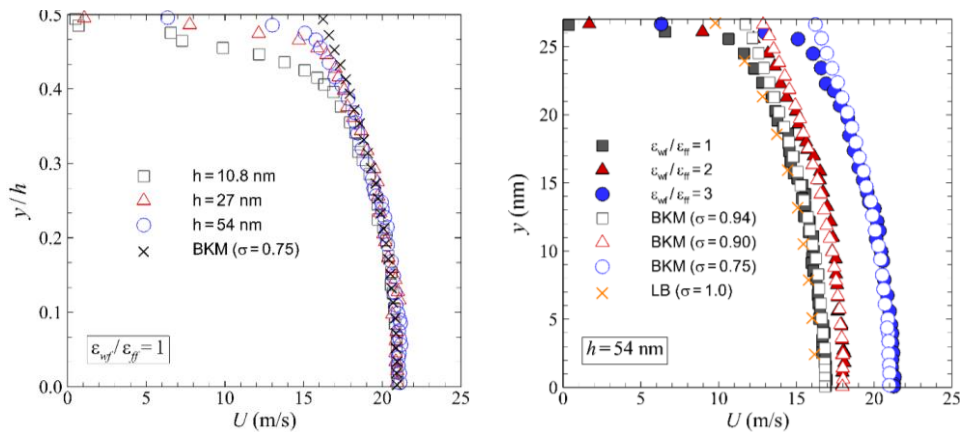 0.5
0.4
0.3
0.2
0.1
0.0
y / h
h = 10.8 nm
h = 27 nm
h = 54 nm
BKM (σ = 0.75)
ε_wf/ε_ff = 1
0 5 10 15 20 25
U (m/s)
25
20
15
10
5
0
y (nm)
ε_wf/ε_ff = 1
ε_wf/ε_ff = 2
ε_wf/ε_ff = 3
BKM (σ = 0.94)
BKM (σ = 0.90)
BKM (σ = 0.75)
LB (σ = 1.0)
h = 54 nm
0 5 10 15 20 25
U (m/s)